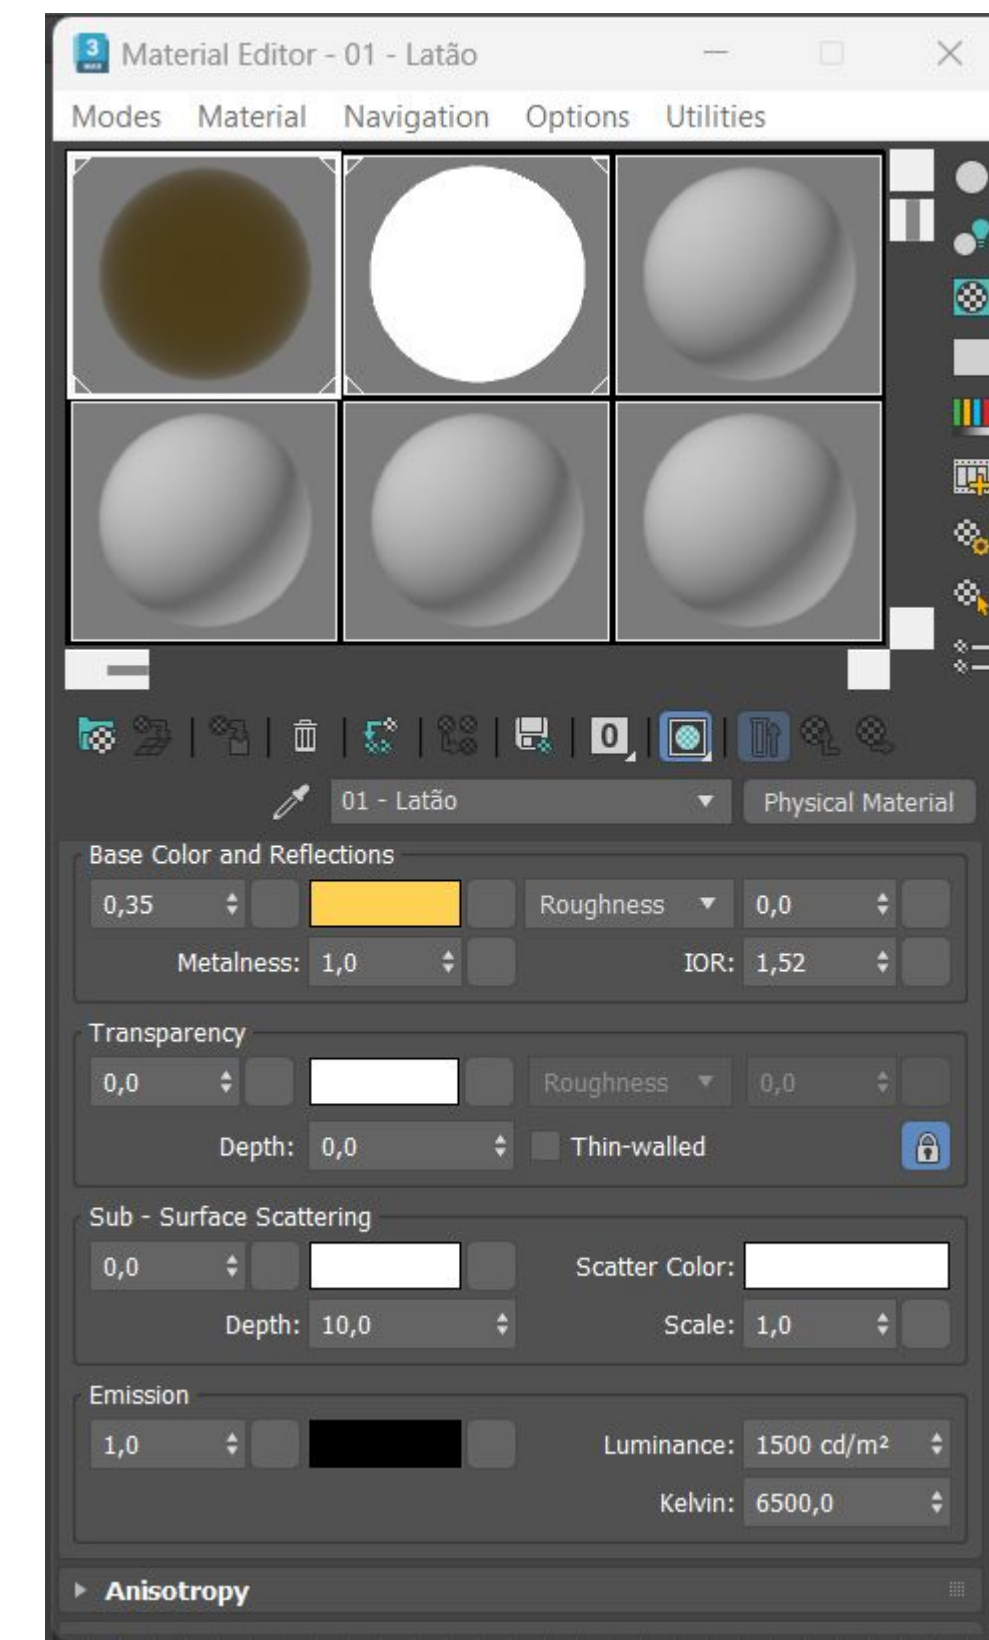 3 MAX Material Editor - 01 - Latão
Modes Material Navigation Options Utilities
0
01 - Latão Physical Material
Base Color and Reflections
0,35 Roughness 0,0
Metalness: 1,0 IOR: 1,52
Transparency
0,0 Roughness 0,0
Depth: 0,0 Thin-walled
Sub - Surface Scattering
0,0 Scatter Color:
Depth: 10,0 Scale: 1,0
Emission
1,0 Luminance: 1500 cd/m²
Kelvin: 6500,0
Anisotropy